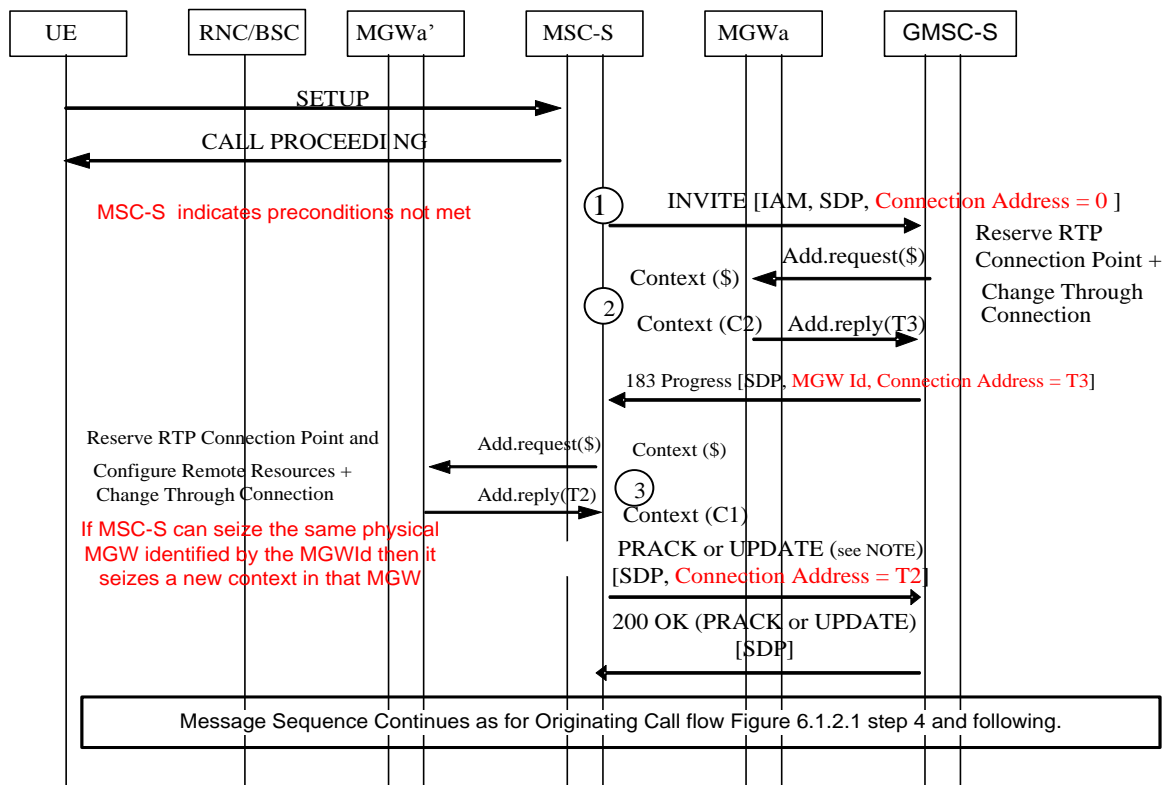 UE
RNC/BSC
MGWa’
MSC-S
MGWa
GMSC-S
SETUP
CALL PROCEEDING
MSC-S indicates preconditions not met
1
INVITE [IAM, SDP, Connection Address = 0 ]
Reserve RTP
Connection Point +
Change Through
Connection
Add.request($)
Context ($)
2
Context (C2)
Add.reply(T3)
183 Progress [SDP, MGW Id, Connection Address = T3]
Reserve RTP Connection Point and
Configure Remote Resources +
Change Through Connection
Add.request($)
Context ($)
Add.reply(T2)
3
Context (C1)
If MSC-S can seize the same physical
MGW identified by the MGWId then it
seizes a new context in that MGW
PRACK or UPDATE (see NOTE)
[SDP, Connection Address = T2]
200 OK (PRACK or UPDATE)
[SDP]
Message Sequence Continues as for Originating Call flow Figure 6.1.2.1 step 4 and following.